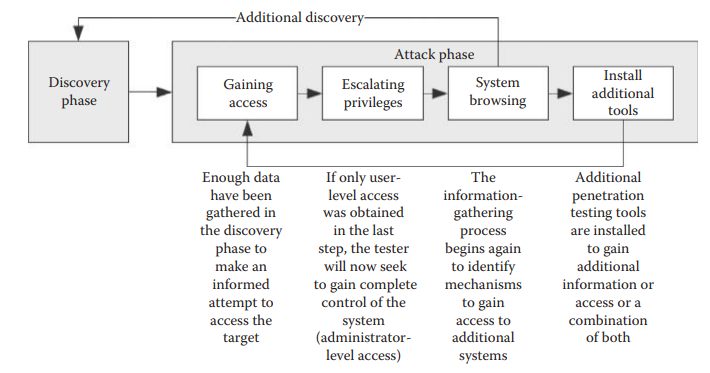 Additional discovery
Attack phase
Discovery
phase
Gaining
access
Escalating
privileges
System
browsing
Install
additional
tools
Enough data
have been
gathered in
the discovery
phase to
make an
informed
attempt to
access the
target
If only user-
level access
was obtained
in the last
step, the tester
will now seek
to gain complete
control of the
system
(administrator-
level access)
The
information-
gathering
process
begins again
to identify
mechanisms
to gain
access to
additional
systems
Additional
penetration
testing tools
are installed
to gain
additional
information or
access or a
combination
of both